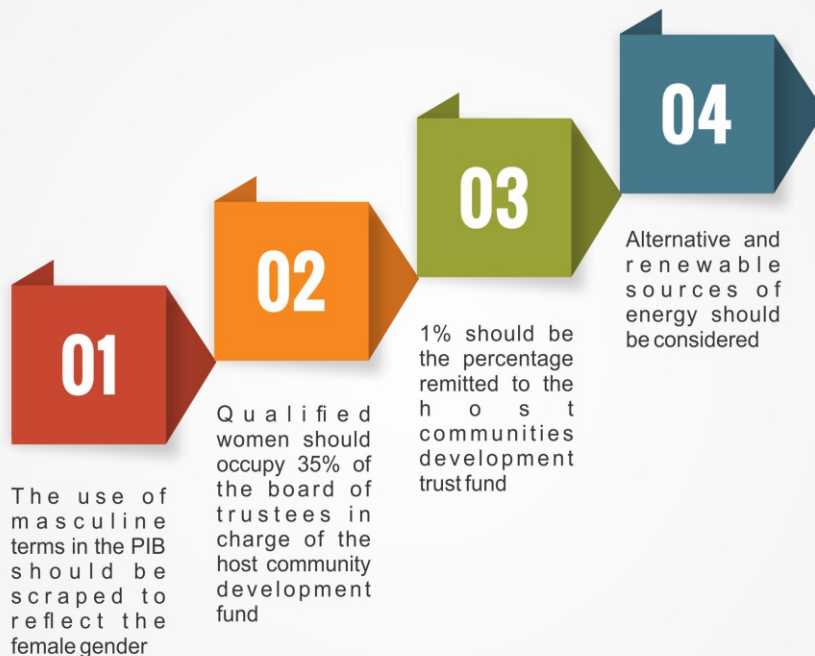 01
The use of
masculine
terms in the PIB
should be
scraped to
reflect the
female gender
02
Qualified
women should
occupy 35% of
the board of
trustees in
charge of the
host community
development
fund
03
1% should be
the percentage
remitted to the
host
communities
development
trust fund
04
Alternative and
renewable
sources of
energy should
be considered